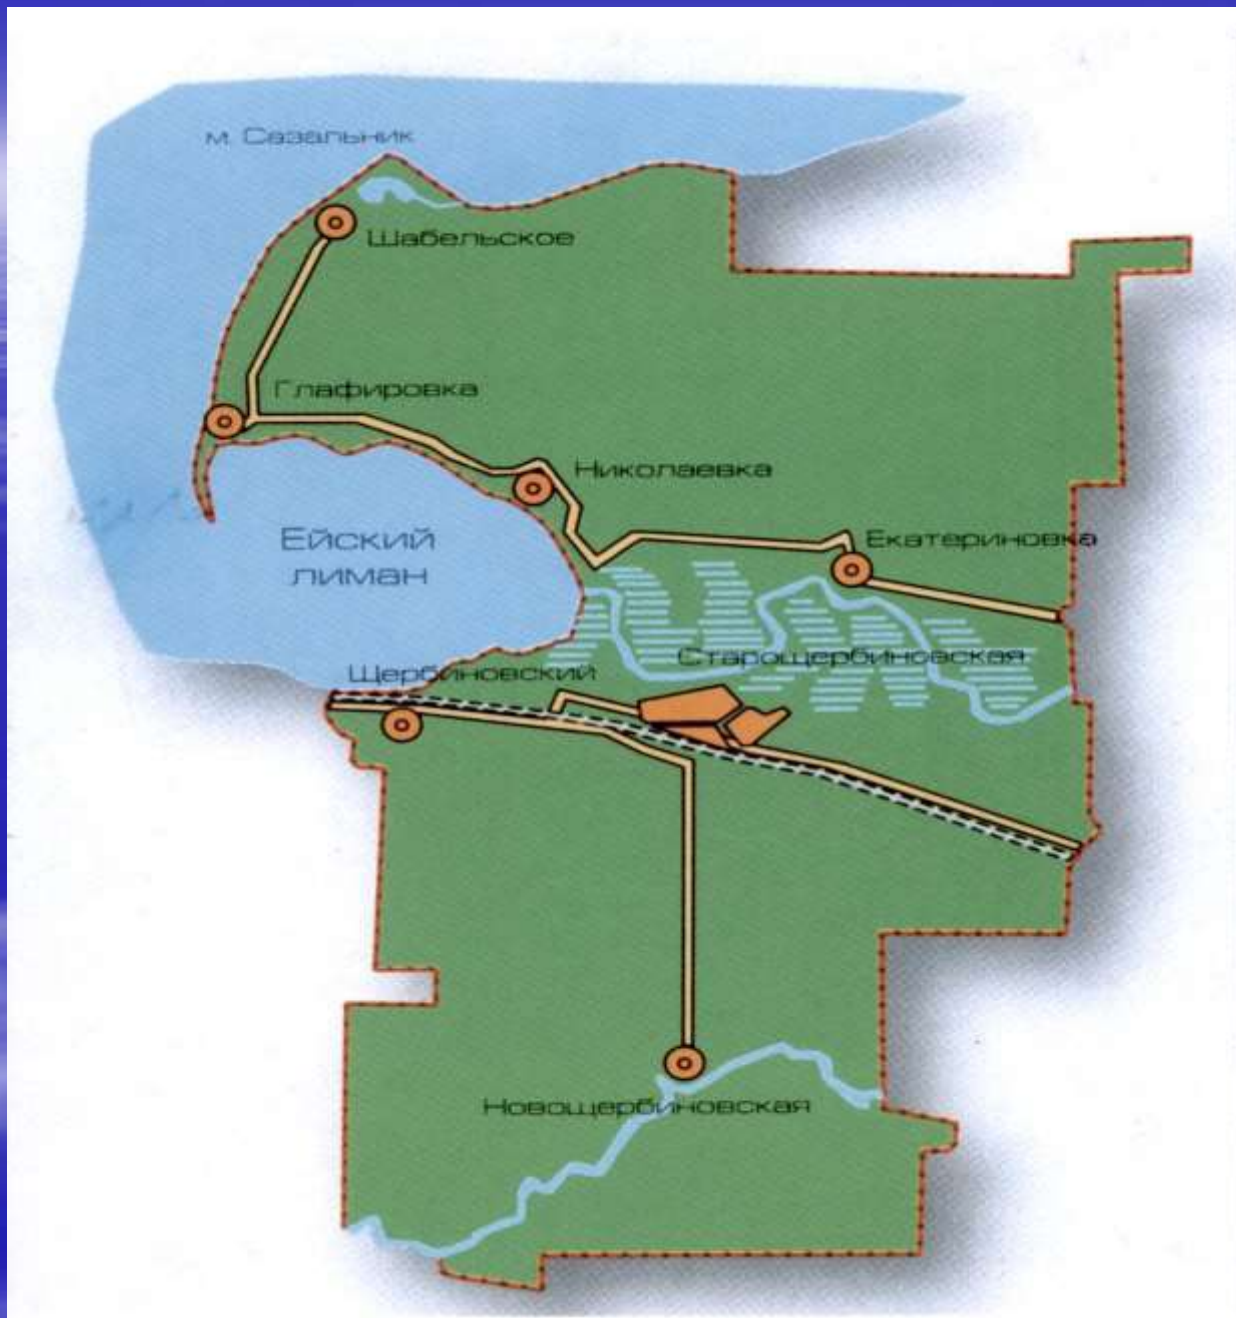 м. Сазальник
Шабельское
Глафировка
Николаевка
Ейский
лиман
Екатериновка
Старощербиновская
Щербиновский
Новощербиновская